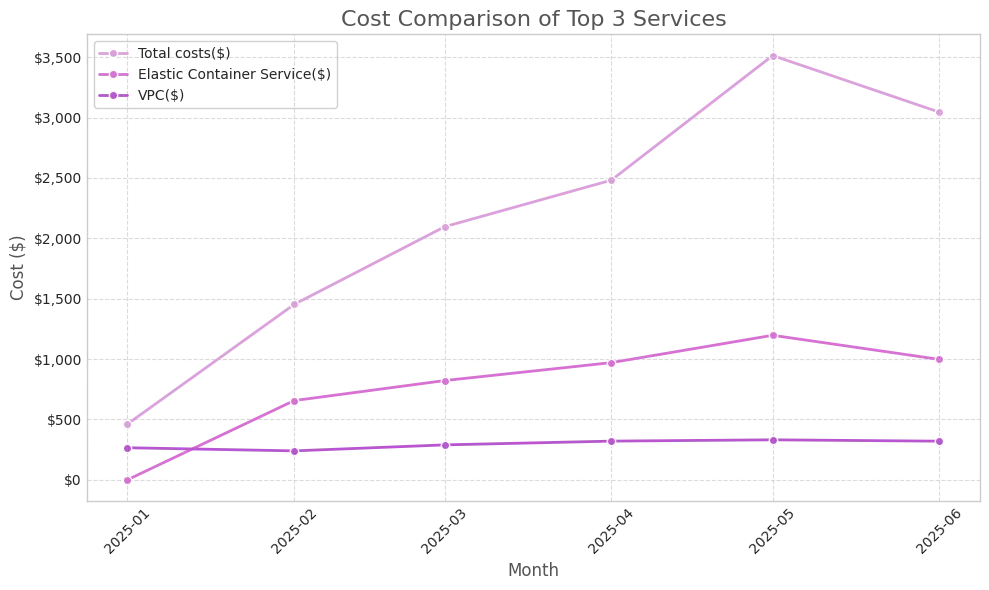 Cost Comparison of Top 3 Services
Total costs($)
Elastic Container Service($)
VPC($)
Cost ($)
$3,500
$3,000
$2,500
$2,000
$1,500
$1,000
$500
$0
2025-01
2025-02
2025-03
2025-04
2025-05
2025-06
Month